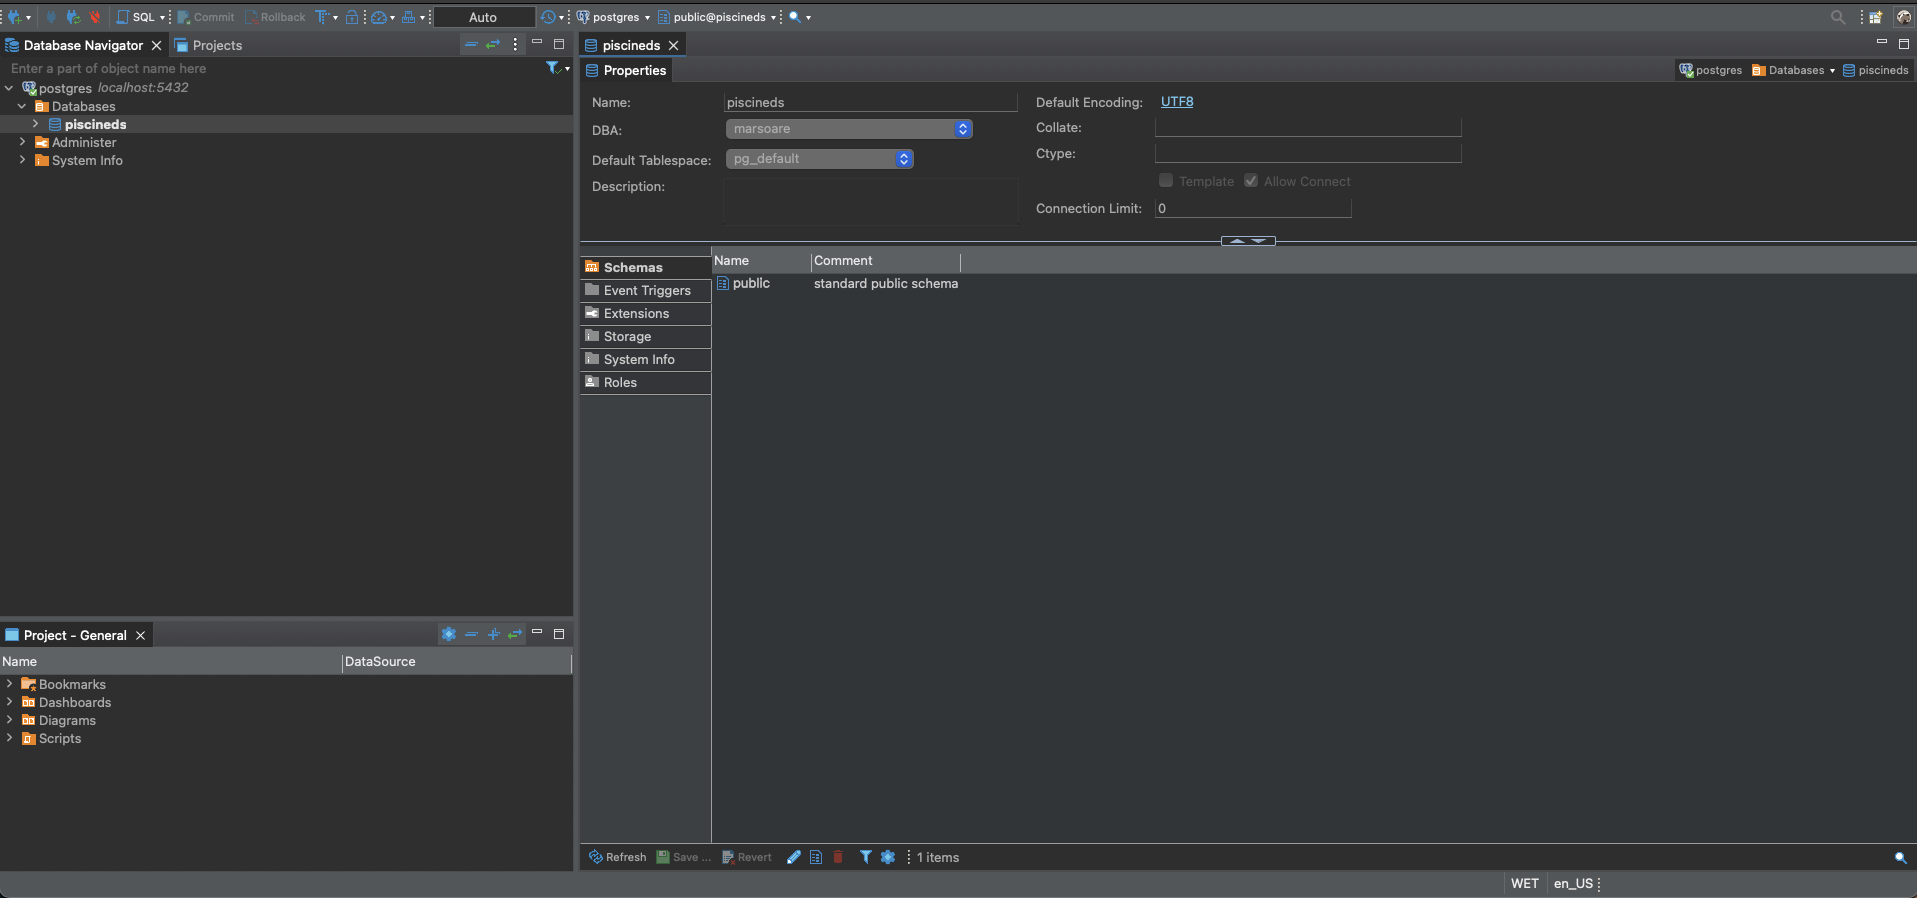 SQL Commit Rollback Auto postgres public@piscineds
Database Navigator Projects
Enter a part of object name here
postgres localhost:5432
Databases
piscineds
Administer
System Info
piscineds
Properties
postgres Databases piscineds
Name: piscineds
DBA: marsoare
Default Tablespace: pg_default
Description:
Default Encoding: UTF8
Collate:
Ctype:
Template Allow Connect
Connection Limit: 0
Schemas
Event Triggers
Extensions
Storage
System Info
Roles
Name Comment
public standard public schema
Project - General
Name DataSource
Bookmarks
Dashboards
Diagrams
Scripts
Refresh Save ... Revert 1 items
WET en_US